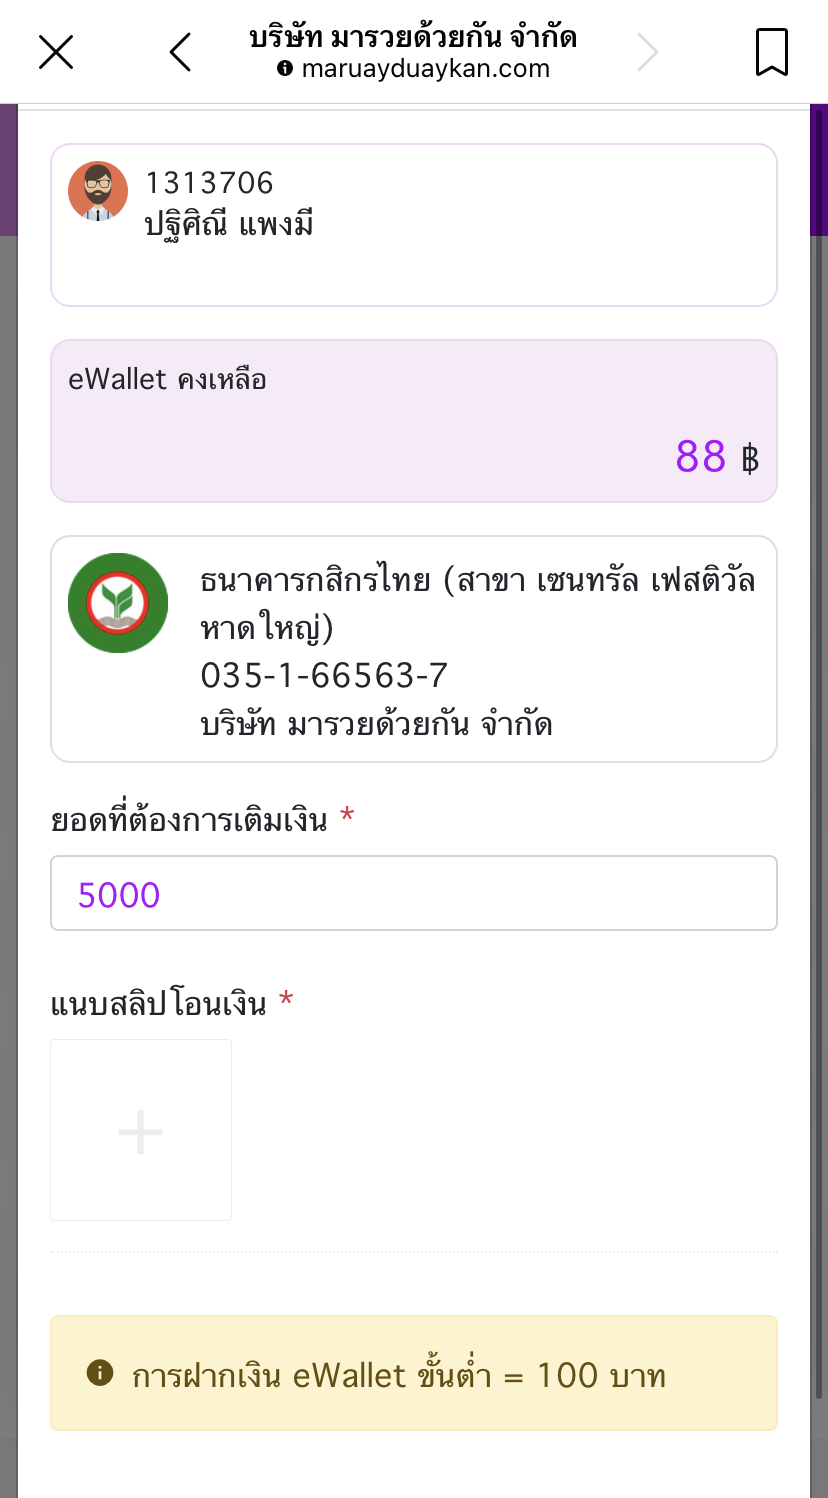 บริษัท มารวยด้วยกัน จำกัด
maruayduaykan.com
1313706
ปฐิศิณี แพงมี
eWallet คงเหลือ
88 ฿
ธนาคารกสิกรไทย (สาขา เซนทรัล เฟสติวัล
หาดใหญ่)
035-1-66563-7
บริษัท มารวยด้วยกัน จำกัด
ยอดที่ต้องการเติมเงิน *
5000
แนบสลิปโอนเงิน *
การฝากเงิน eWallet ขั้นต่ำ = 100 บาท